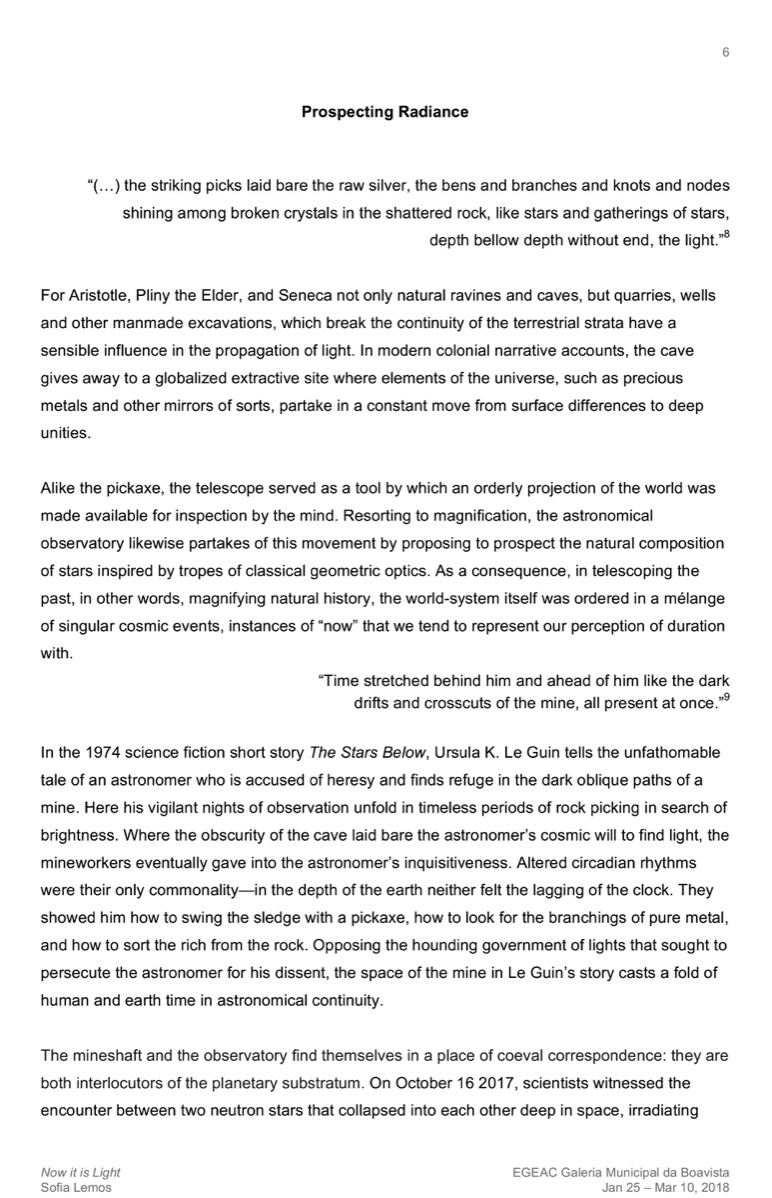 6
Prospecting Radiance
“(…) the striking picks laid bare the raw silver, the bens and branches and knots and nodes
shining among broken crystals in the shattered rock, like stars and gatherings of stars,
depth bellow depth without end, the light.”8
For Aristotle, Pliny the Elder, and Seneca not only natural ravines and caves, but quarries, wells
and other manmade excavations, which break the continuity of the terrestrial strata have a
sensible influence in the propagation of light. In modern colonial narrative accounts, the cave
gives away to a globalized extractive site where elements of the universe, such as precious
metals and other mirrors of sorts, partake in a constant move from surface differences to deep
unities.
Alike the pickaxe, the telescope served as a tool by which an orderly projection of the world was
made available for inspection by the mind. Resorting to magnification, the astronomical
observatory likewise partakes of this movement by proposing to prospect the natural composition
of stars inspired by tropes of classical geometric optics. As a consequence, in telescoping the
past, in other words, magnifying natural history, the world-system itself was ordered in a mélange
of singular cosmic events, instances of “now” that we tend to represent our perception of duration
with.
“Time stretched behind him and ahead of him like the dark
drifts and crosscuts of the mine, all present at once.”9
In the 1974 science fiction short story The Stars Below, Ursula K. Le Guin tells the unfathomable
tale of an astronomer who is accused of heresy and finds refuge in the dark oblique paths of a
mine. Here his vigilant nights of observation unfold in timeless periods of rock picking in search of
brightness. Where the obscurity of the cave laid bare the astronomer’s cosmic will to find light, the
mineworkers eventually gave into the astronomer’s inquisitiveness. Altered circadian rhythms
were their only commonality—in the depth of the earth neither felt the lagging of the clock. They
showed him how to swing the sledge with a pickaxe, how to look for the branchings of pure metal,
and how to sort the rich from the rock. Opposing the hounding government of lights that sought to
persecute the astronomer for his dissent, the space of the mine in Le Guin’s story casts a fold of
human and earth time in astronomical continuity.
The mineshaft and the observatory find themselves in a place of coeval correspondence: they are
both interlocutors of the planetary substratum. On October 16 2017, scientists witnessed the
encounter between two neutron stars that collapsed into each other deep in space, irradiating
Now it is Light
Sofia Lemos
EGEAC Galeria Municipal da Boavista
Jan 25 – Mar 10, 2018